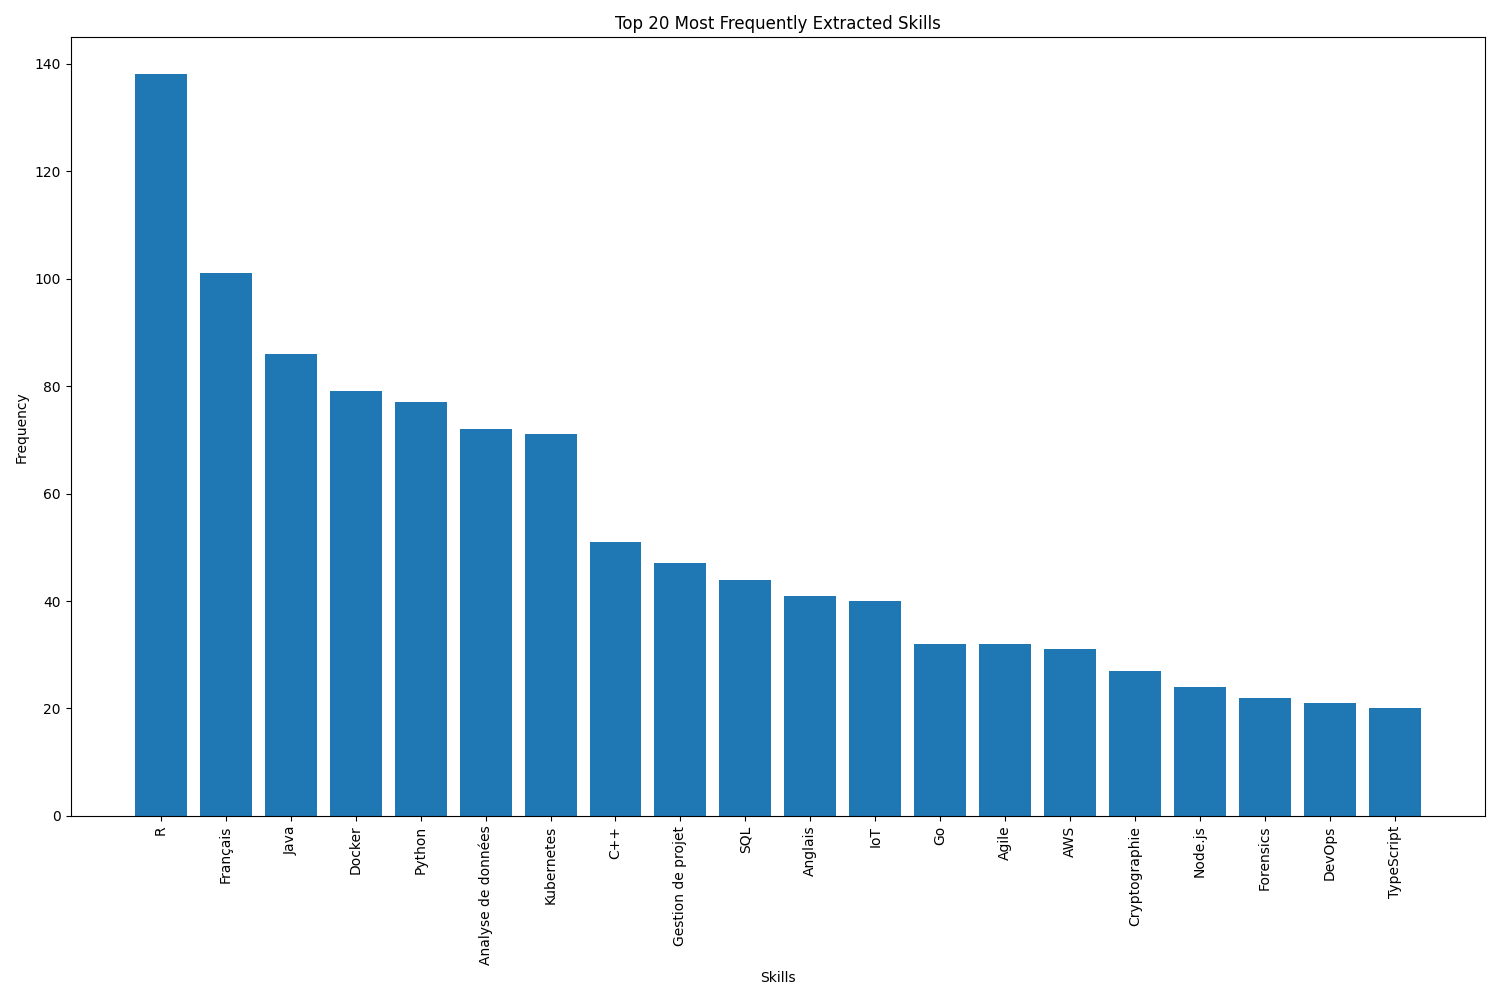 Top 20 Most Frequently Extracted Skills
Frequency
140
120
100
80
60
40
20
0
R
Français
Java
Docker
Python
Analyse de données
Kubernetes
C++
Gestion de projet
SQL
Anglais
IoT
Go
Agile
AWS
Cryptographie
Node.js
Forensics
DevOps
TypeScript
Skills